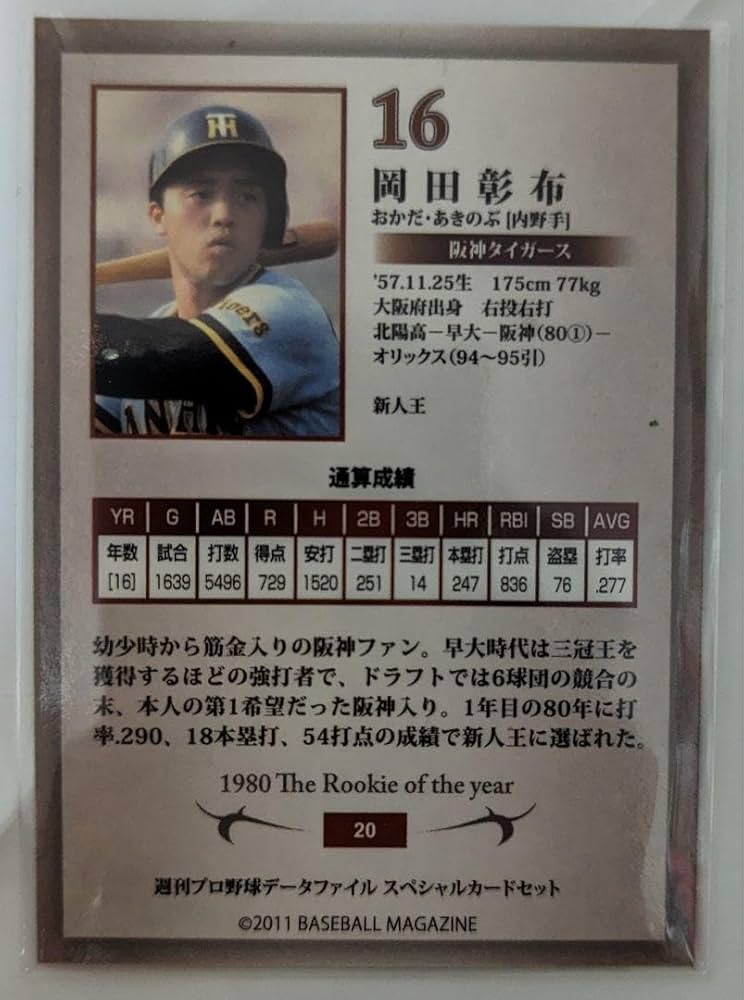 16
岡田彰布
おかだ・あきのぶ [内野手]
阪神タイガース
'57.11.25生 175cm 77kg
大阪府出身 右投右打
北陽高－早大－阪神(80①)－
オリックス(94～95引)
新人王
通算成績
YR G AB R H 2B 3B HR RBI SB AVG
年数 試合 打数 得点 安打 二塁打 三塁打 本塁打 打点 盗塁 打率
[16] 1639 5496 729 1520 251 14 247 836 76 .277
幼少時から筋金入りの阪神ファン。早大時代は三冠王を
獲得するほどの強打者で、ドラフトでは6球団の競合の
末、本人の第1希望だった阪神入り。1年目の80年に打
率.290、18本塁打、54打点の成績で新人王に選ばれた。
1980 The Rookie of the year
20
週刊プロ野球データファイル スペシャルカードセット
©2011 BASEBALL MAGAZINE